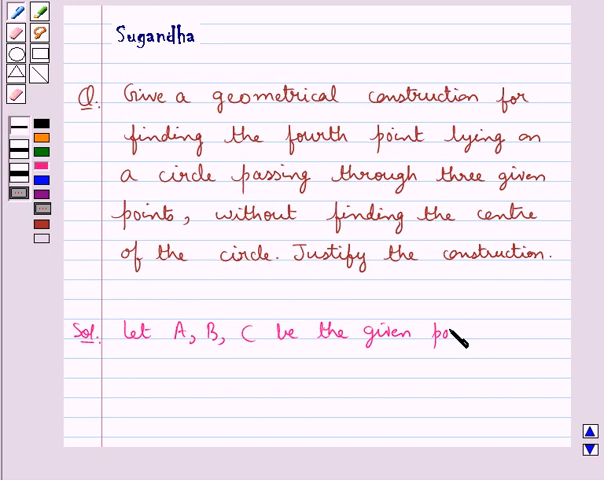 Sugandha
Q. Give a geometrical construction for
finding the fourth point lying on
a circle passing through three given
points, without finding the centre
of the circle. Justify the construction.
Sol. Let A, B, C be the given po